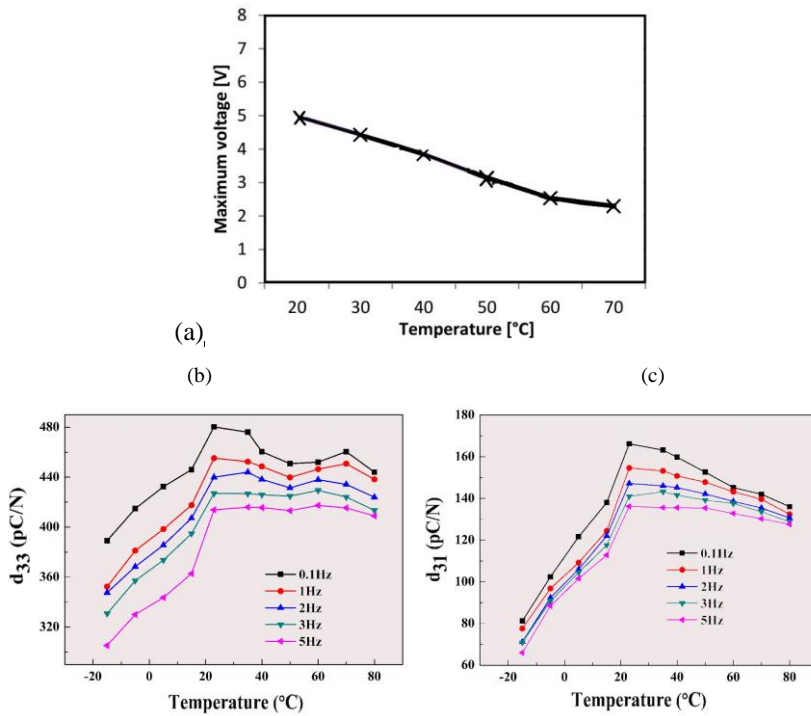 8
7
6
5
4
3
2
1
0
Maximum voltage [V]
20 30 40 50 60 70
Temperature [°C]
(a)
(b) (c)
480
440
400
360
320
d33 (pC/N)
0.1Hz
1Hz
2Hz
3Hz
5Hz
-20 0 20 40 60 80
Temperature (°C)
180
160
140
120
100
80
60
d31 (pC/N)
0.1Hz
1Hz
2Hz
3Hz
5Hz
-20 0 20 40 60 80
Temperature (°C)